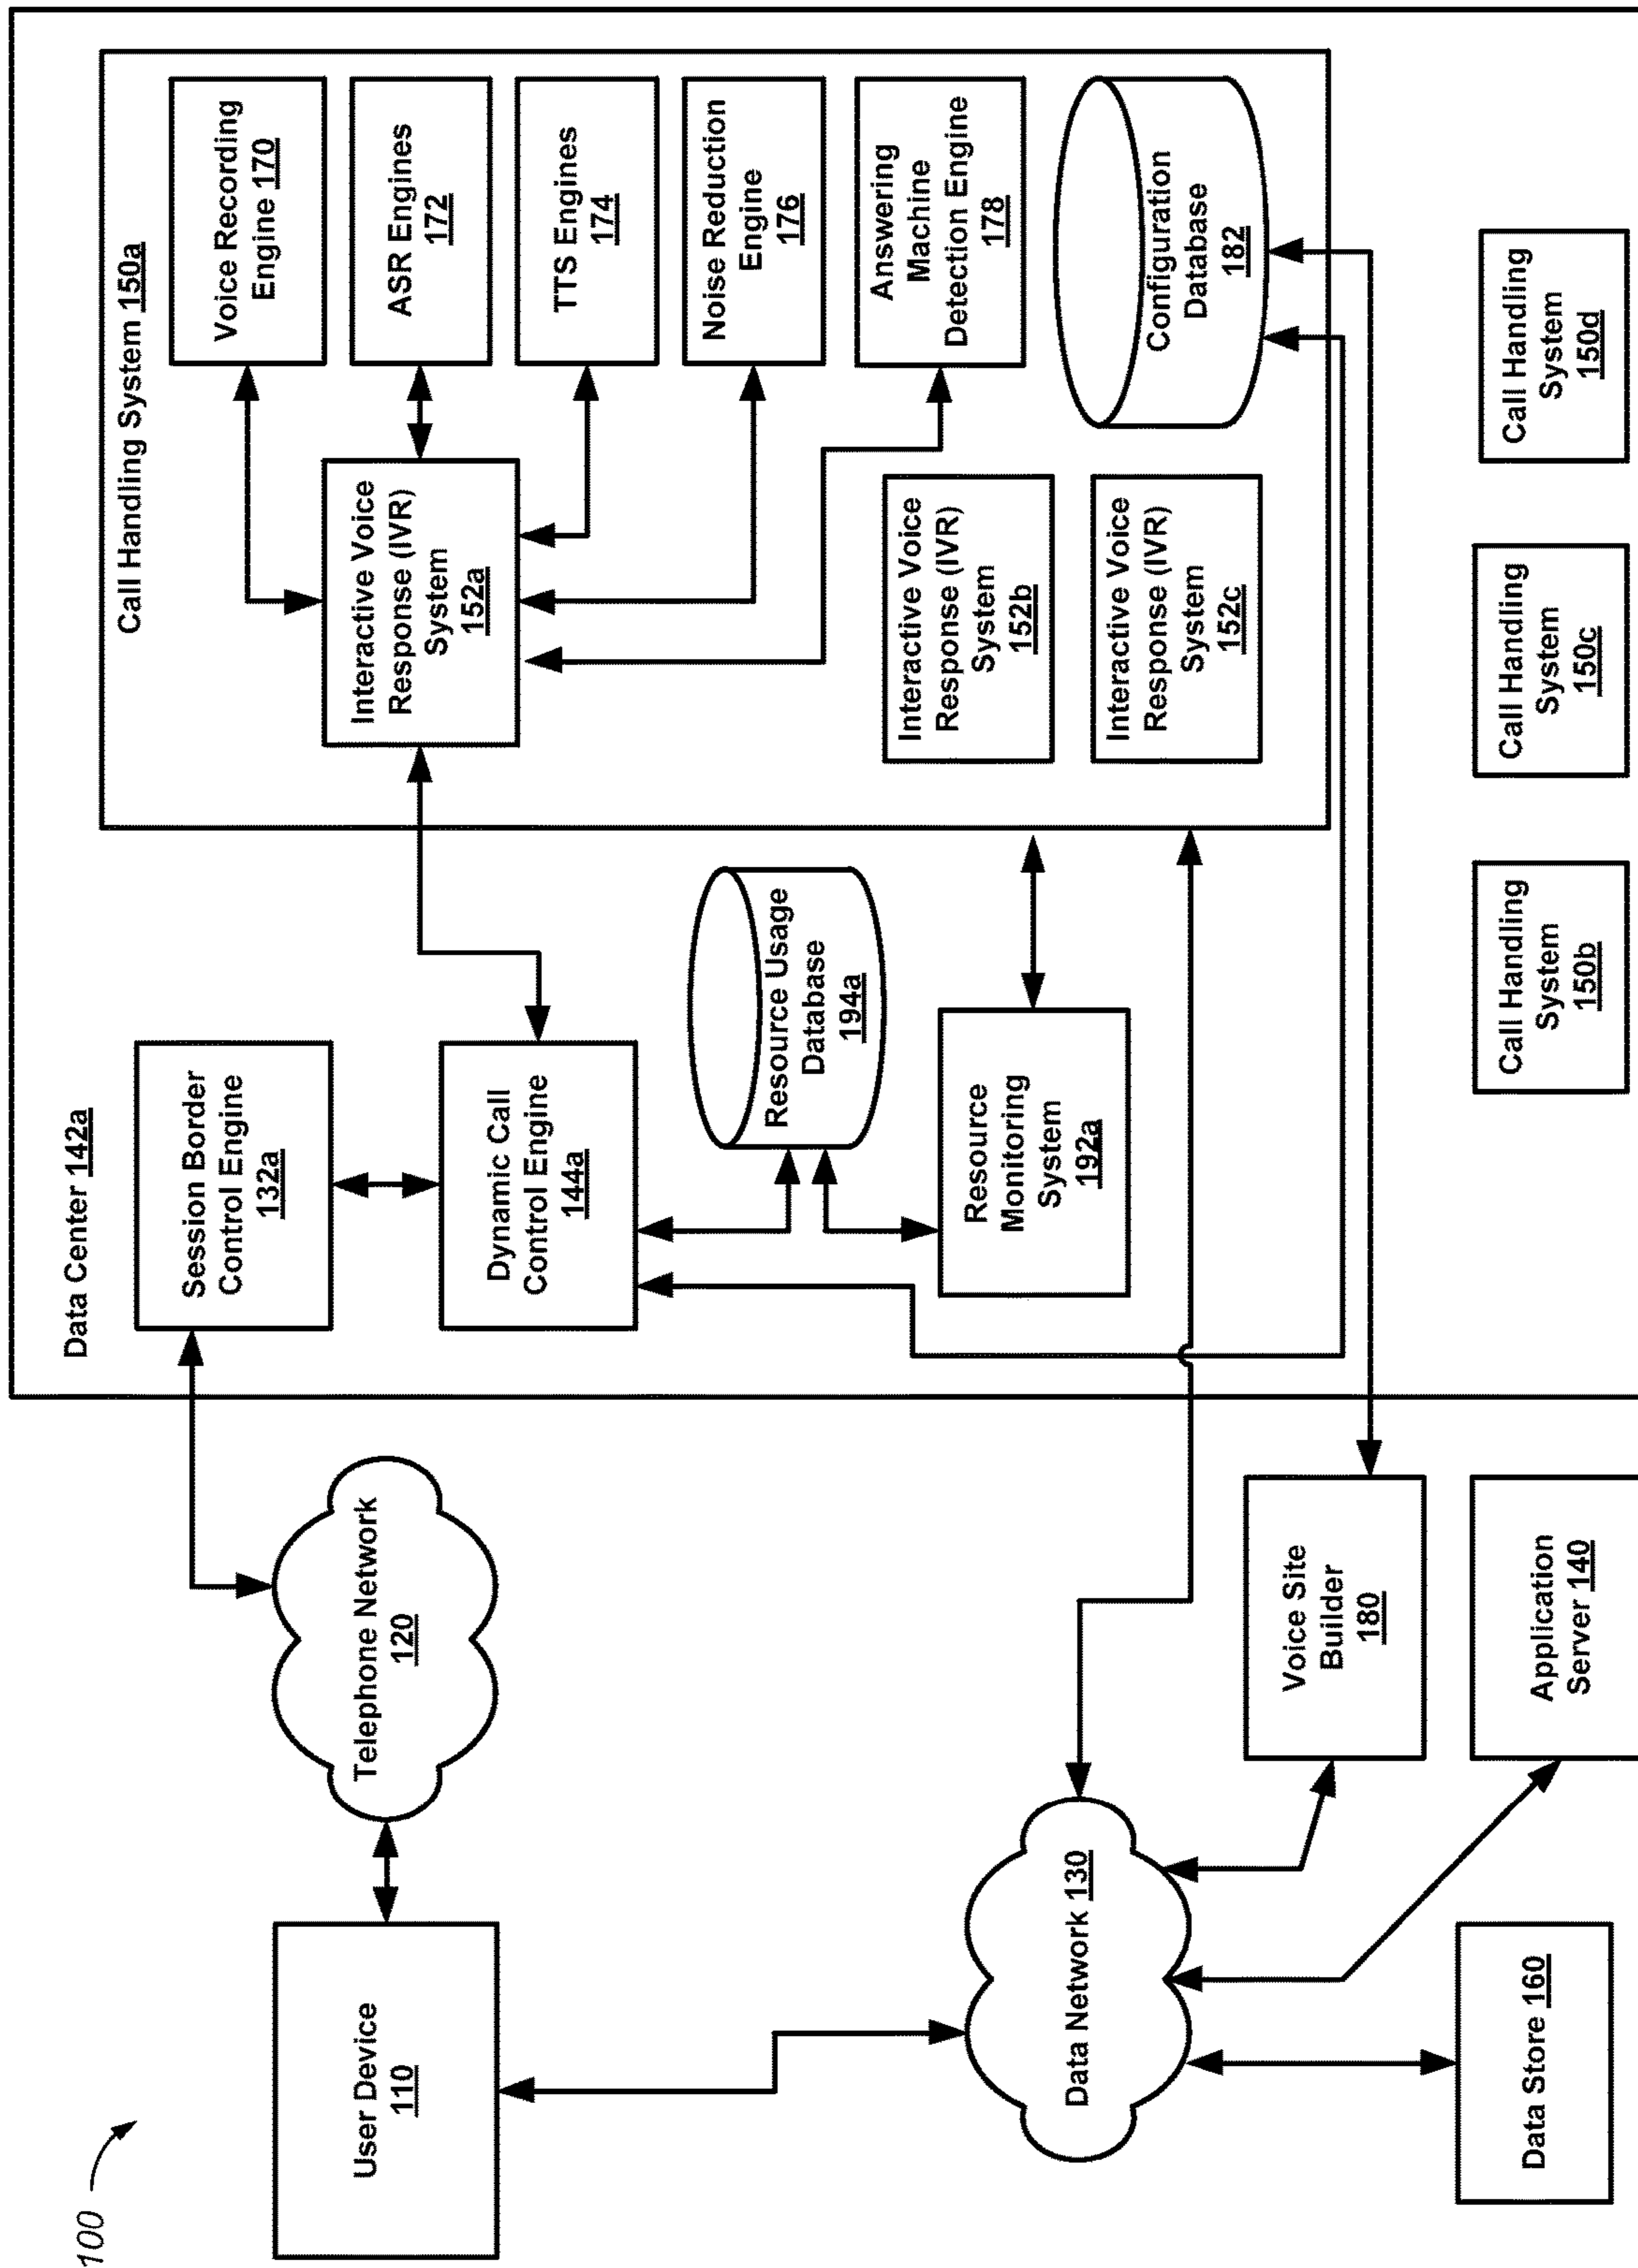 100
User Device
110
Telephone Network
120
Data Network 130
Data Store 160
Application
Server 140
Voice Site
Builder
180
Data Center 142a
Session Border
Control Engine
132a
Dynamic Call
Control Engine
144a
Resource Usage
Database
194a
Resource
Monitoring
System
192a
Call Handling System 150a
Interactive Voice
Response (IVR)
System
152a
Voice Recording
Engine 170
ASR Engines
172
TTS Engines
174
Noise Reduction
Engine
176
Answering
Machine
Detection Engine
178
Interactive Voice
Response (IVR)
System
152b
Interactive Voice
Response (IVR)
System
152c
Configuration
Database
182
Call Handling
System
150b
Call Handling
System
150c
Call Handling
System
150d